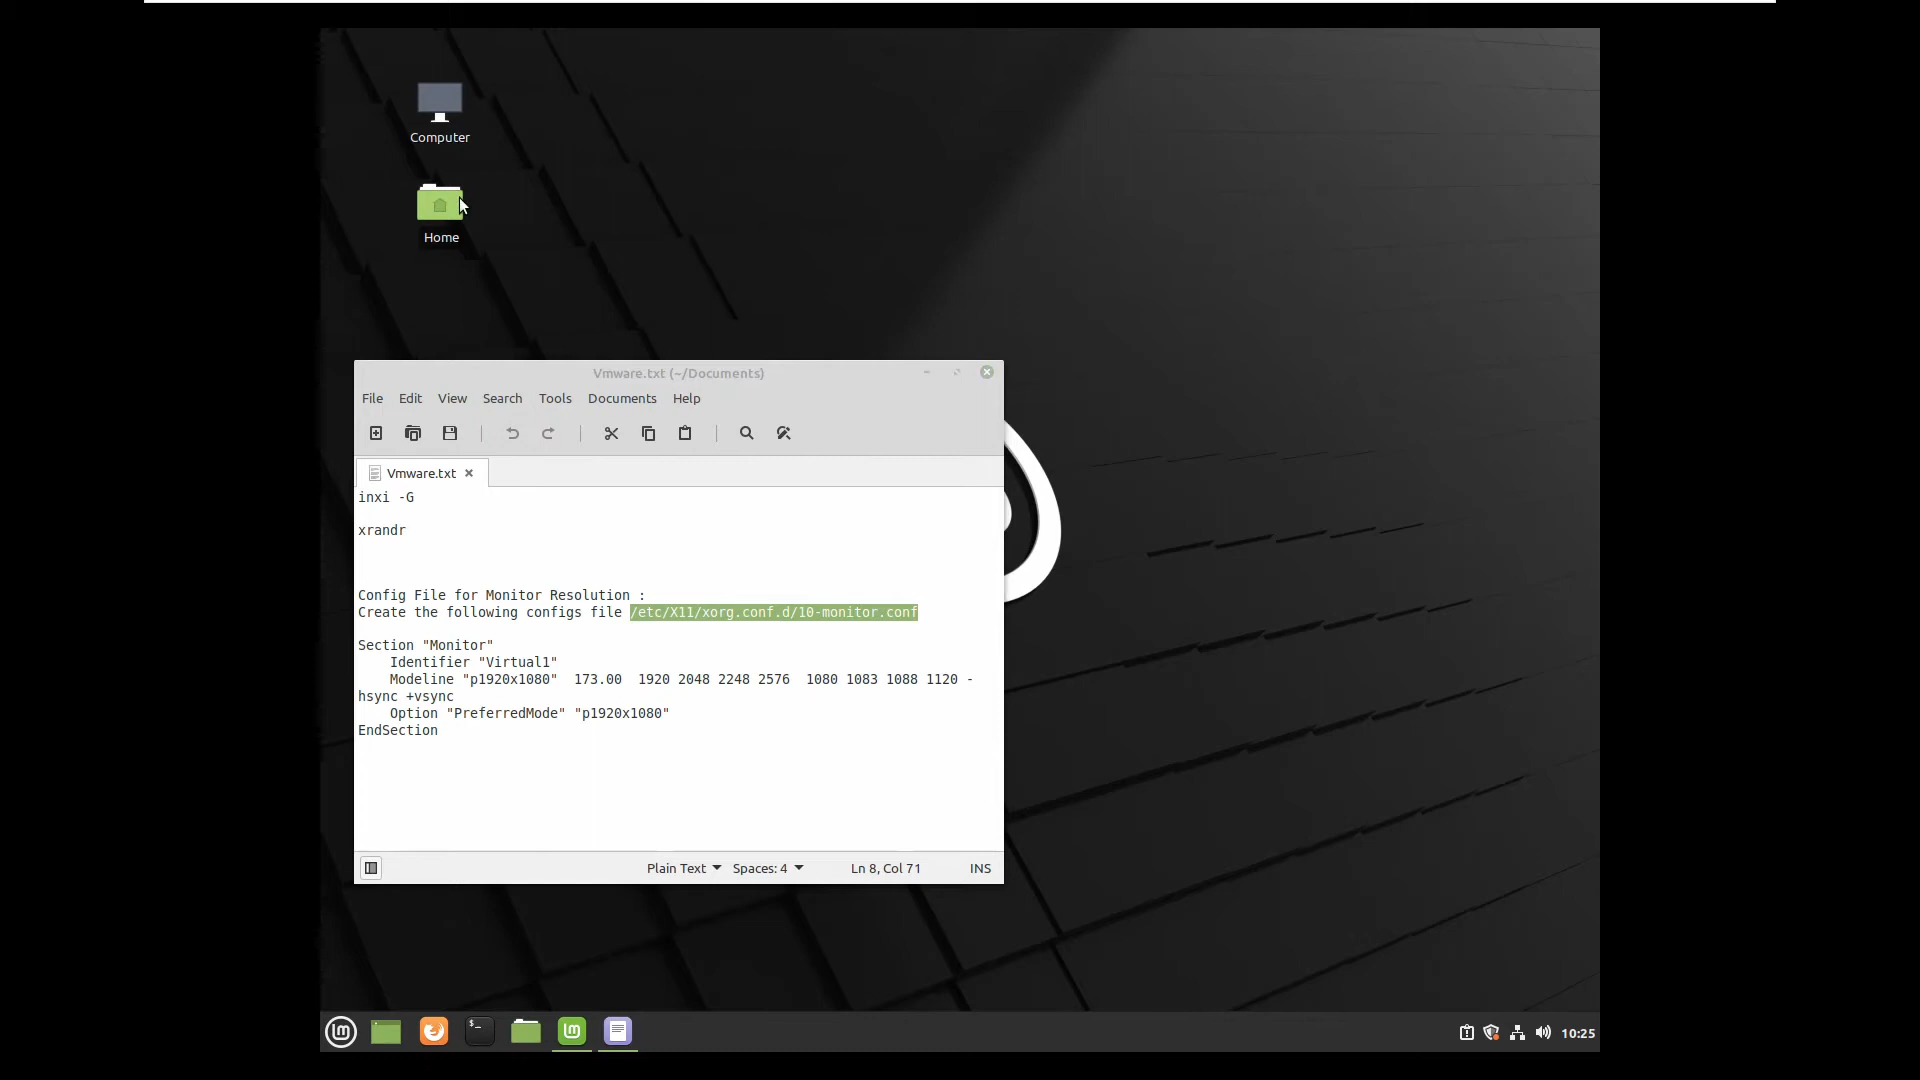 Computer
Home
Vmware.txt (~/Documents)
File Edit View Search Tools Documents Help
Vmware.txt
inxi -G
xrandr
Config File for Monitor Resolution :
Create the following configs file /etc/X11/xorg.conf.d/10-monitor.conf
Section "Monitor"
Identifier "Virtual1"
Modeline "p1920x1080"  173.00  1920 2048 2248 2576  1080 1083 1088 1120 -
hsync +vsync
Option "PreferredMode" "p1920x1080"
EndSection
Plain Text Spaces: 4 Ln 8, Col 71 INS
10:25